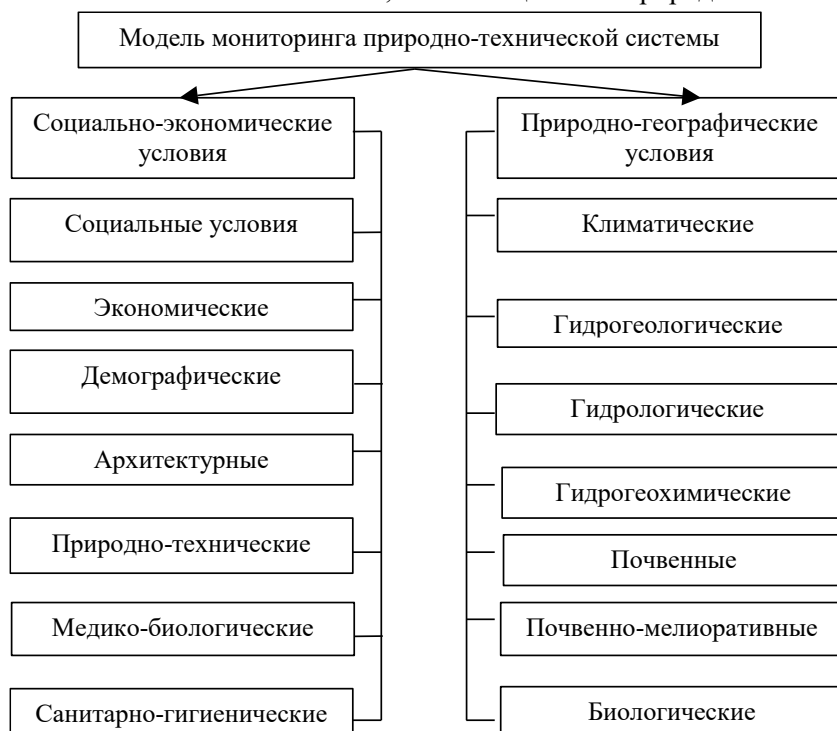 Модель мониторинга природно-технической системы
Социально-экономические
условия
Социальные условия
Экономические
Демографические
Архитектурные
Природно-технические
Медико-биологические
Санитарно-гигиенические
Природно-географические
условия
Климатические
Гидрогеологические
Гидрологические
Гидрогеохимические
Почвенные
Почвенно-мелиоративные
Биологические